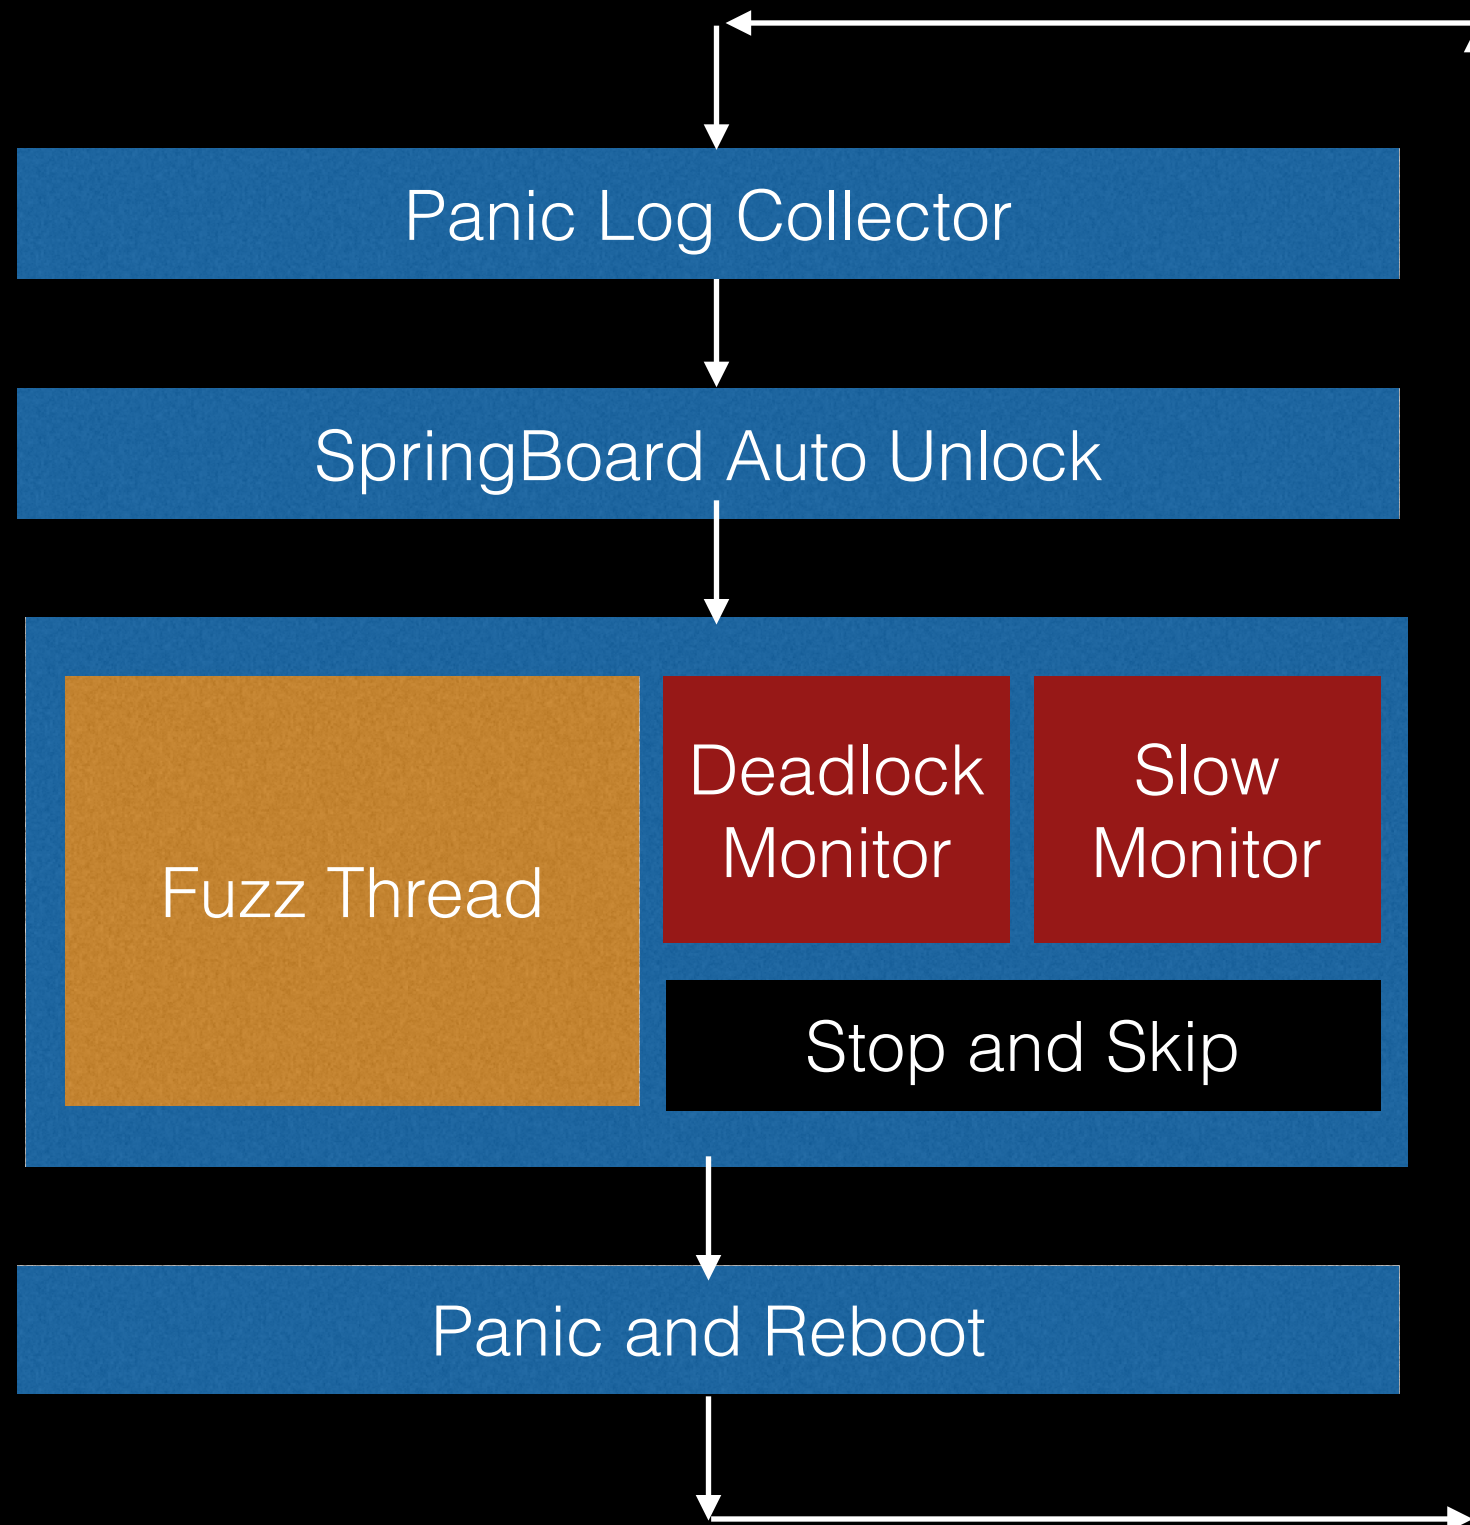 Panic Log Collector
SpringBoard Auto Unlock
Fuzz Thread
Deadlock
Monitor
Slow
Monitor
Stop and Skip
Panic and Reboot